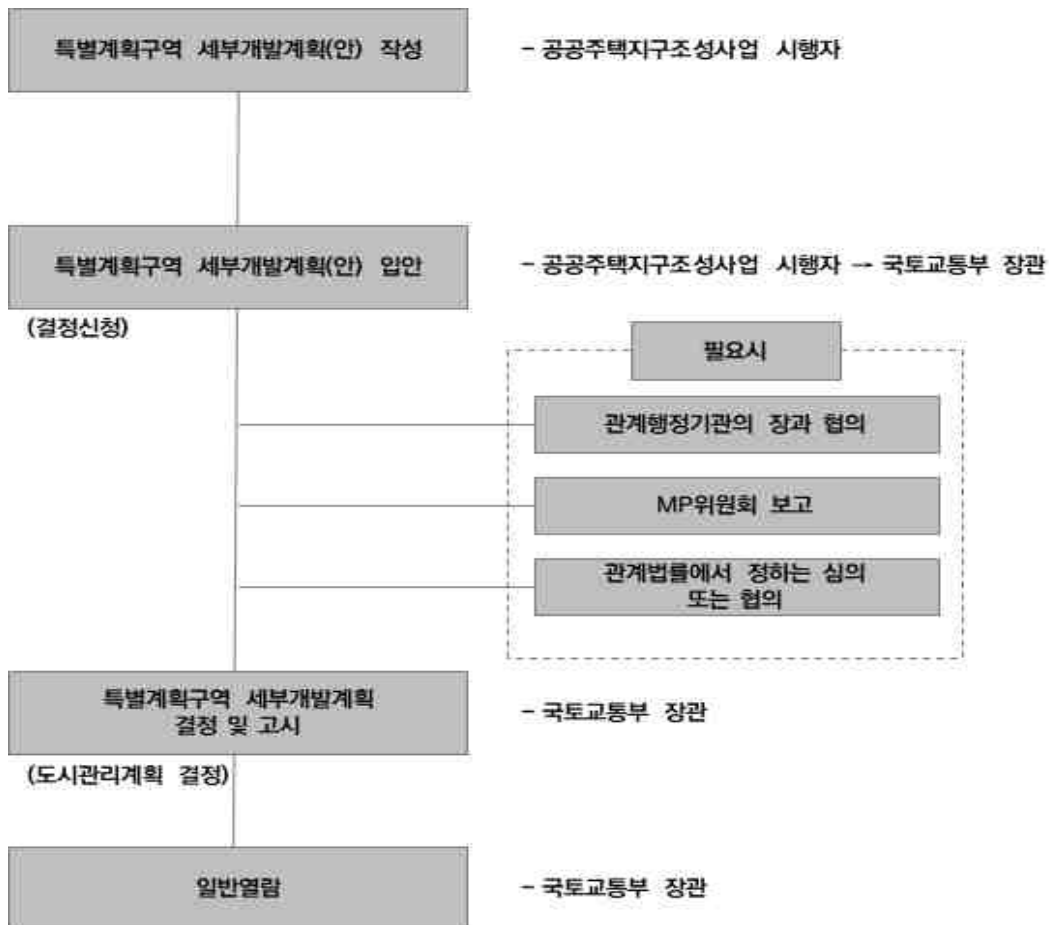 특별계획구역 세부개발계획(안) 작성
- 공공주택지구조성사업 시행자
특별계획구역 세부개발계획(안) 입안
- 공공주택지구조성사업 시행자 → 국토교통부 장관
(결정신청)
필요시
관계행정기관의 장과 협의
MP위원회 보고
관계법률에서 정하는 심의
또는 협의
특별계획구역 세부개발계획
결정 및 고시
- 국토교통부 장관
(도시관리계획 결정)
일반열람
- 국토교통부 장관